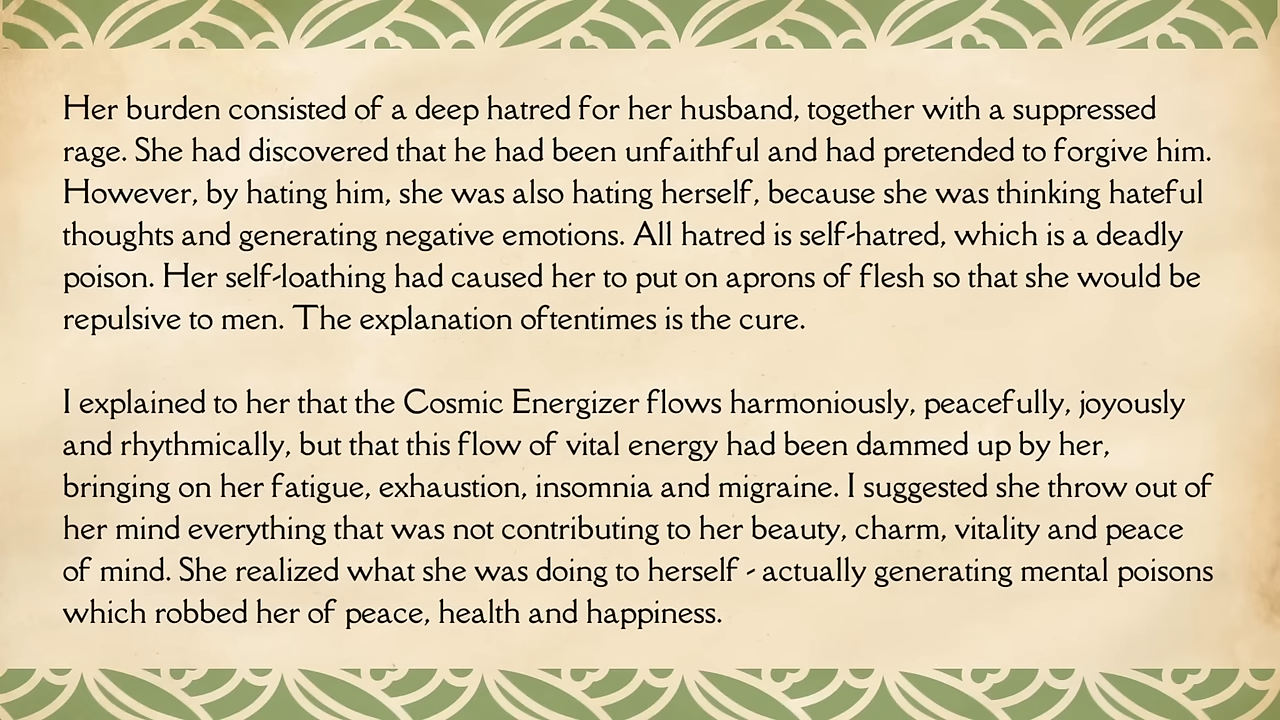 Her burden consisted of a deep hatred for her husband, together with a suppressed
rage. She had discovered that he had been unfaithful and had pretended to forgive him.
However, by hating him, she was also hating herself, because she was thinking hateful
thoughts and generating negative emotions. All hatred is self-hatred, which is a deadly
poison. Her self-loathing had caused her to put on aprons of flesh so that she would be
repulsive to men. The explanation oftentimes is the cure.
I explained to her that the Cosmic Energizer flows harmoniously, peacefully, joyously
and rhythmically, but that this flow of vital energy had been dammed up by her,
bringing on her fatigue, exhaustion, insomnia and migraine. I suggested she throw out of
her mind everything that was not contributing to her beauty, charm, vitality and peace
of mind. She realized what she was doing to herself - actually generating mental poisons
which robbed her of peace, health and happiness.